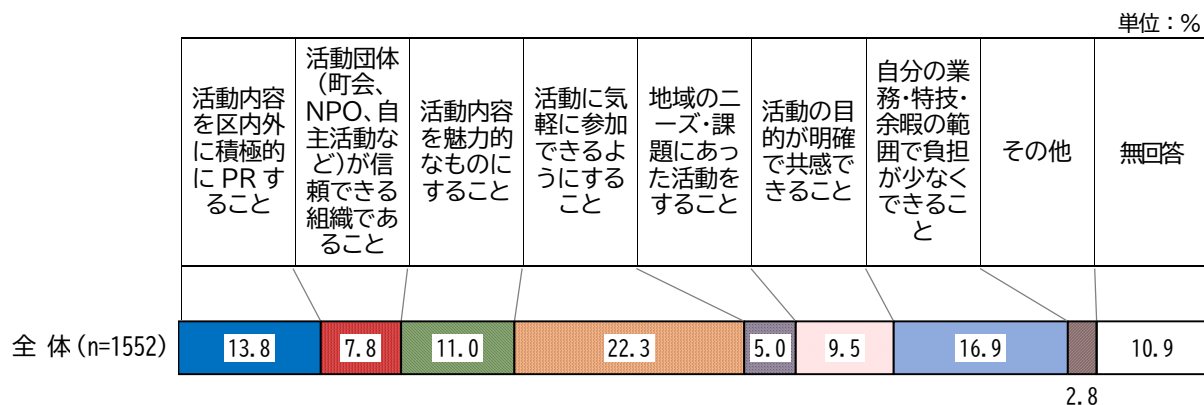 単位：%
活動内容
を区内外
に積極的
に PR す
ること
活動団体
（町会、
NPO、自
主活動な
ど）が信
頼できる
組織であ
ること
活動内容
を魅力的
なものに
すること
活動に気
軽に参加
できるよ
うにする
こと
地域のニ
ーズ・課
題にあっ
た活動を
すること
活動の目
的が明確
で共感で
きること
自分の業
務・特技・
余暇の範
囲で負担
が少なく
できるこ
と
その他
無回答
全 体 (n=1552)
13.8
7.8
11.0
22.3
5.0
9.5
16.9
2.8
10.9